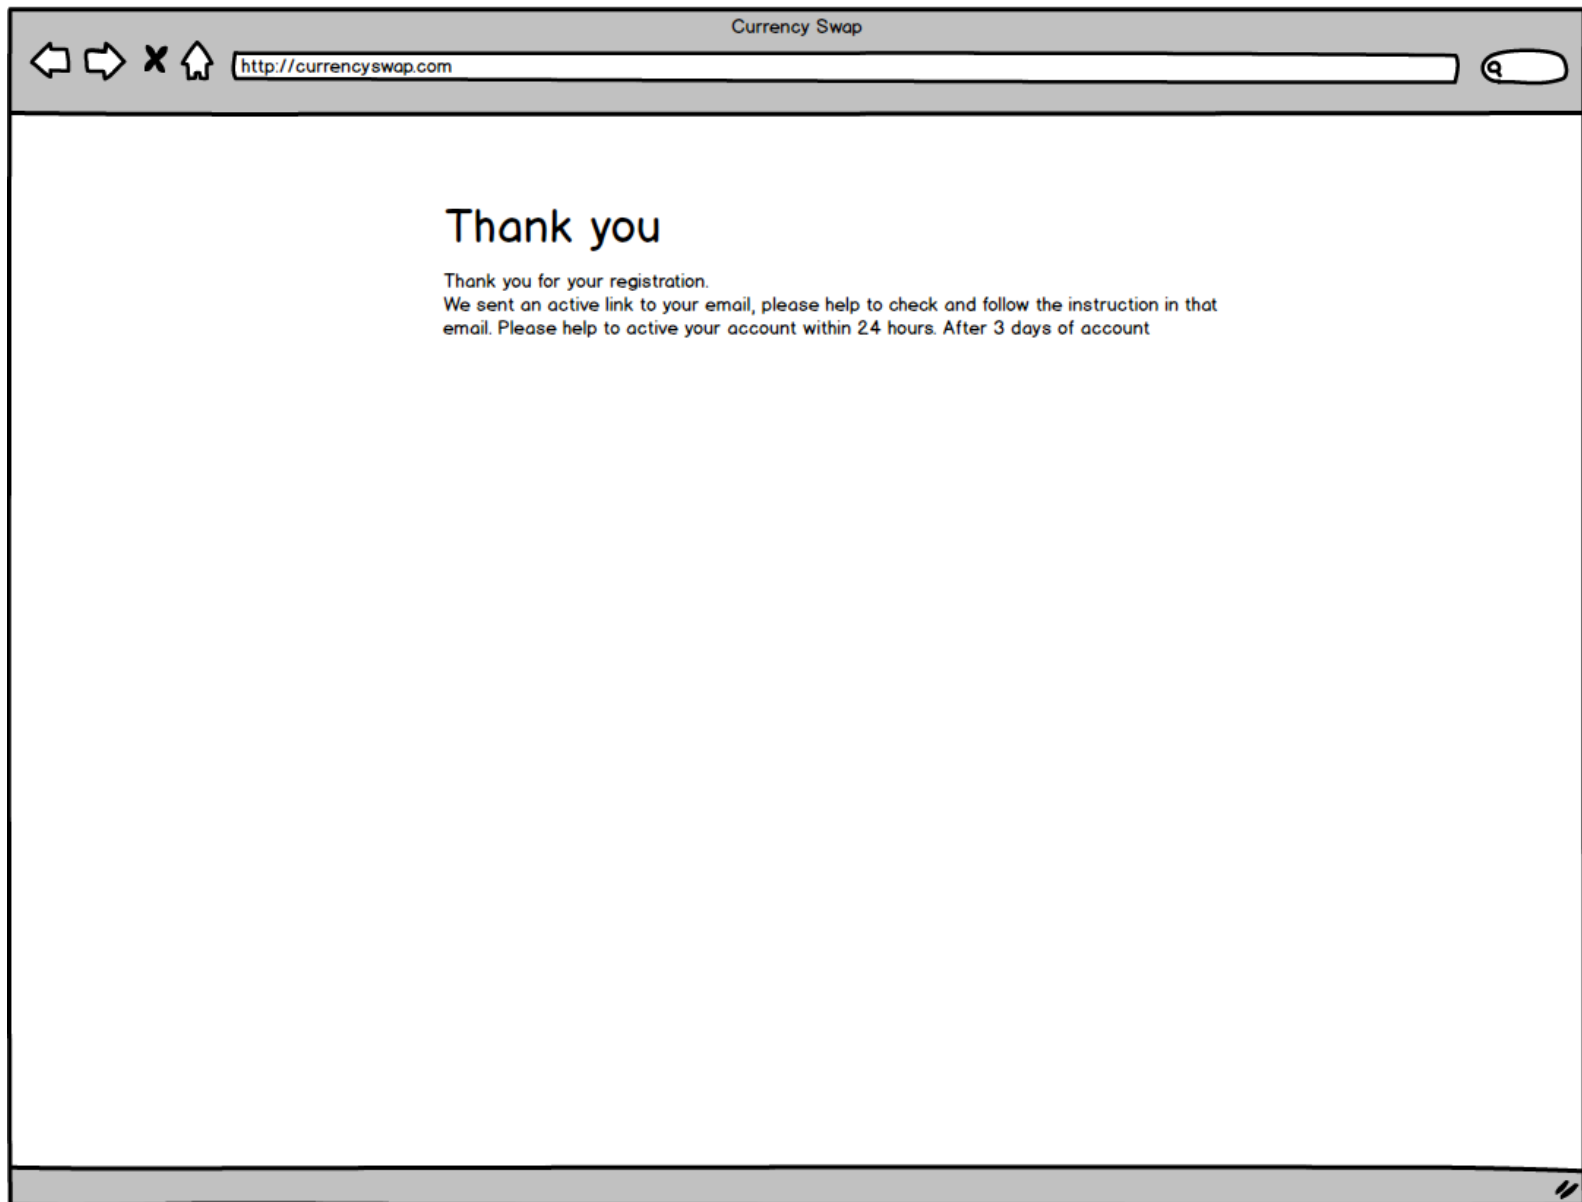 Currency Swap
http://currencyswap.com
Thank you
Thank you for your registration.
We sent an active link to your email, please help to check and follow the instruction in that
email. Please help to active your account within 24 hours. After 3 days of account